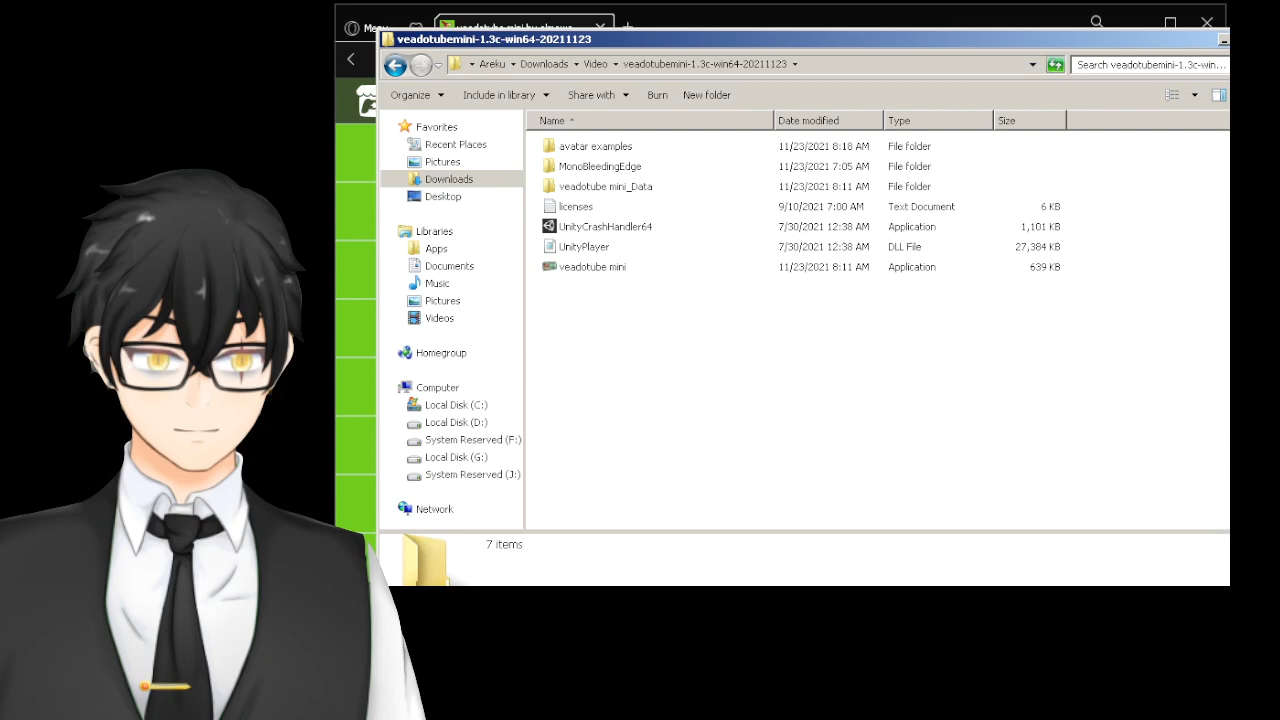 Menu
veadotubemini-1.3c-win64-20211123
Areku Downloads Video veadotubemini-1.3c-win64-20211123
Search veadotubemini-1.3c-win...
Organize Include in library Share with Burn New folder
Name Date modified Type Size
Favorites
Recent Places
Pictures
Downloads
Desktop
Libraries
Apps
Documents
Music
Pictures
Videos
Homegroup
Computer
Local Disk (C:)
Local Disk (D:)
System Reserved (F:)
Local Disk (G:)
System Reserved (J:)
Network
avatar examples 11/23/2021 8:18 AM File folder
MonoBleedingEdge 11/23/2021 7:05 AM File folder
veadotube mini_Data 11/23/2021 8:11 AM File folder
licenses 9/10/2021 7:00 AM Text Document 6 KB
UnityCrashHandler64 7/30/2021 12:38 AM Application 1,101 KB
UnityPlayer 7/30/2021 12:38 AM DLL File 27,384 KB
veadotube mini 11/23/2021 8:11 AM Application 639 KB
7 items